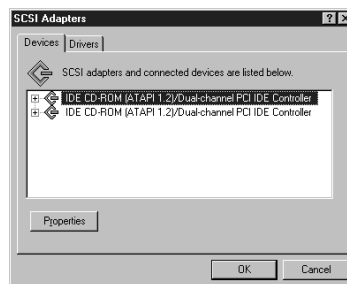 SCSI Adapters
Devices Drivers
SCSI adapters and connected devices are listed below.
IDE CD-ROM (ATAPI 1.2)/Dual-channel PCI IDE Controller
IDE CD-ROM (ATAPI 1.2)/Dual-channel PCI IDE Controller
Properties
OK Cancel